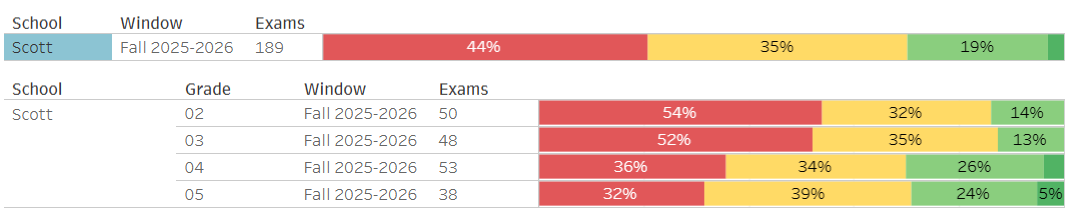 School Window Exams
Scott Fall 2025-2026 189 44% 35% 19%
School Grade Window Exams
Scott 02 Fall 2025-2026 50 54% 32% 14%
03 Fall 2025-2026 48 52% 35% 13%
04 Fall 2025-2026 53 36% 34% 26%
05 Fall 2025-2026 38 32% 39% 24% 5%